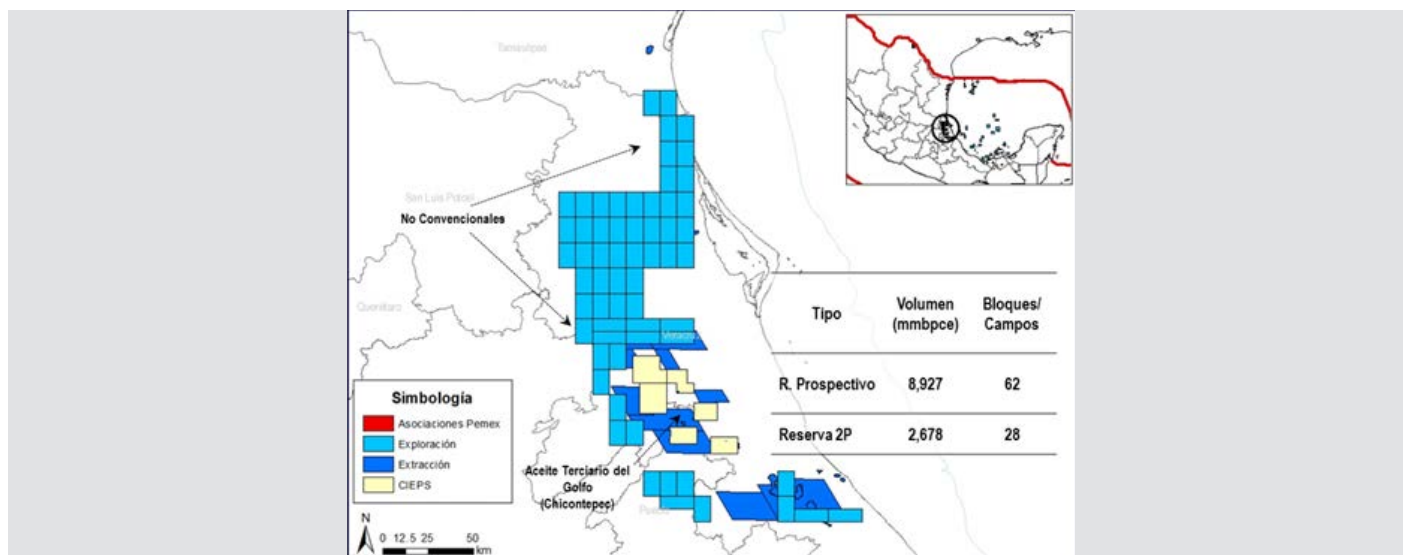 Tamaulipas
San Luis Potosí
No Convencionales
Querétaro
Tipo
Volumen
(mmbpce)
Bloques/
Campos
R. Prospectivo
8,927
62
Reserva 2P
2,678
28
Simbología
Asociaciones Pemex
Exploración
Extracción
CIEPS
Aceite Terciario del
Golfo
(Chicontepec)
N
0 12.5 25 50
km